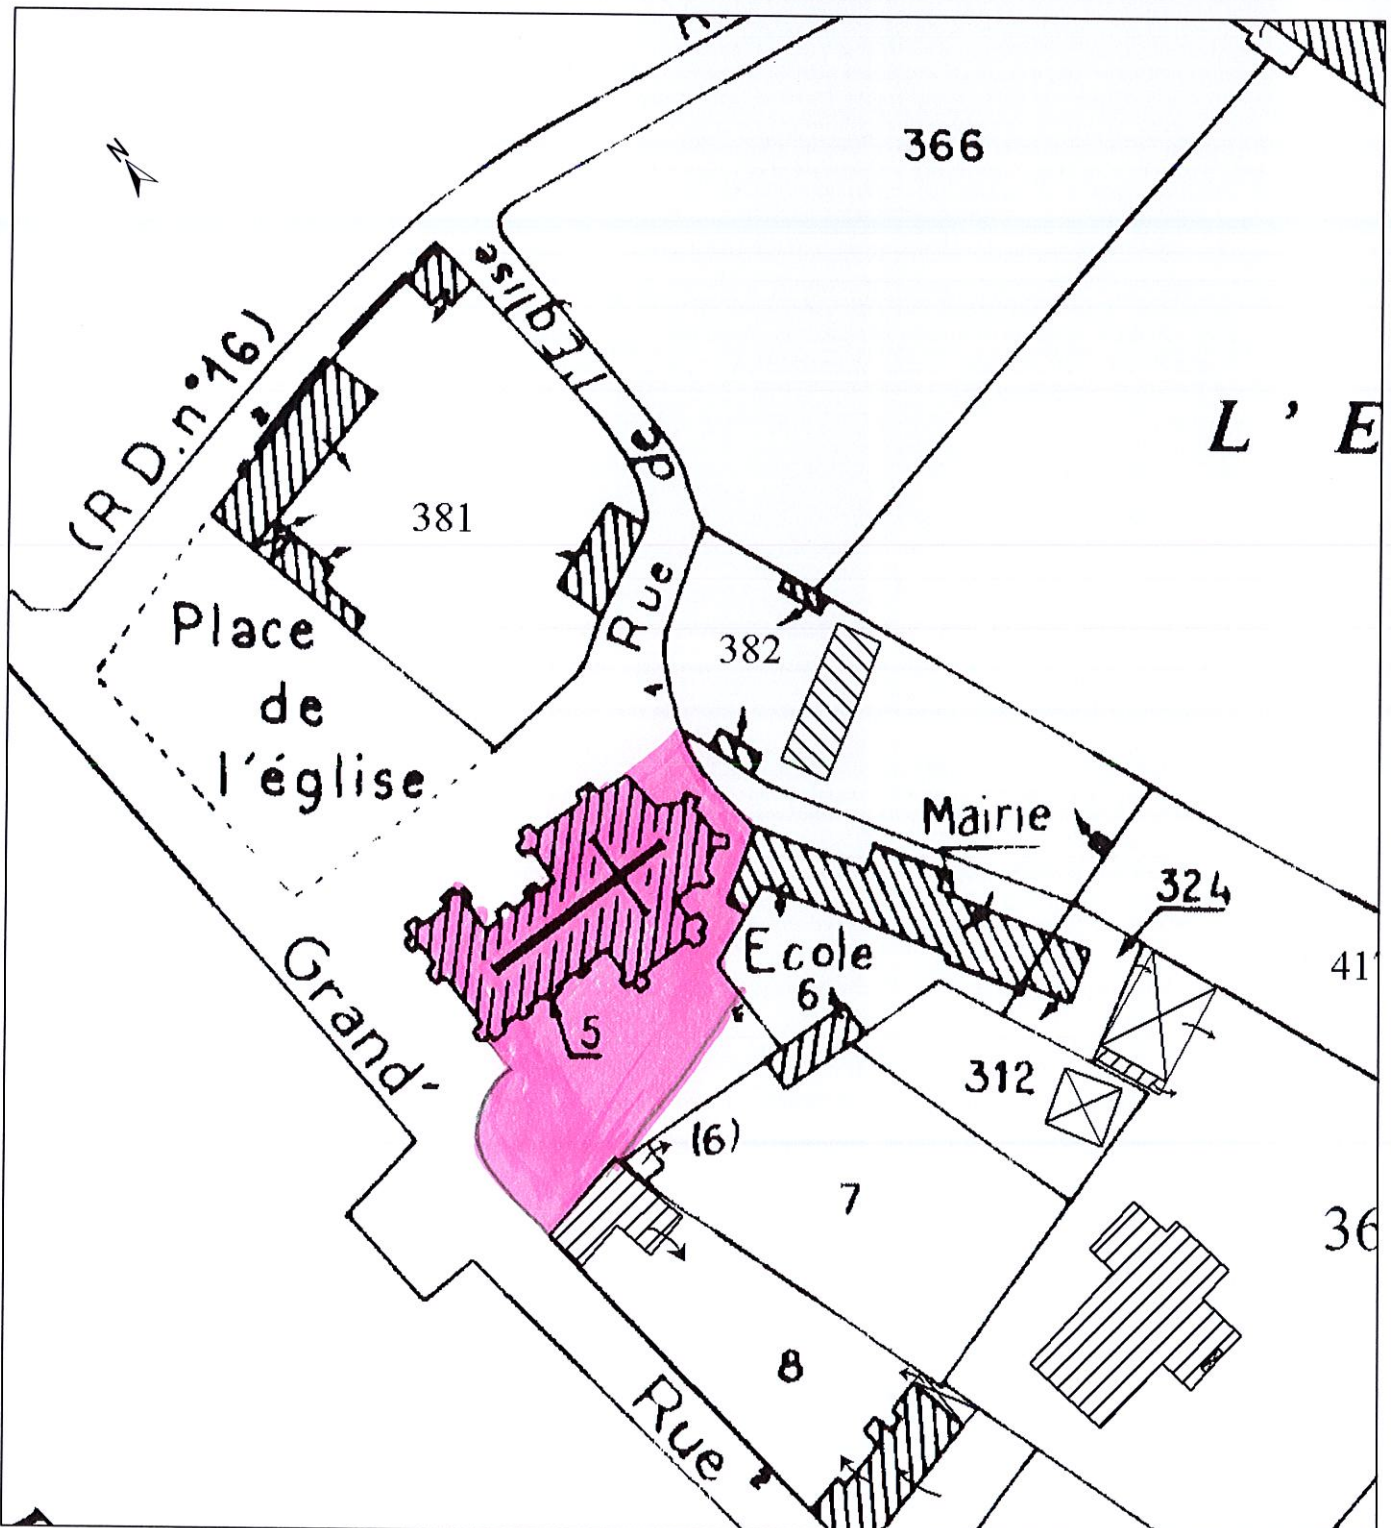 N
366
Rue de l'Eglise
(R D.n°16)
L' E
381
Place
de
l'église
382
Mairie
324
Ecole
6
41
5
312
Grand'
Rue
(6)
7
36
8